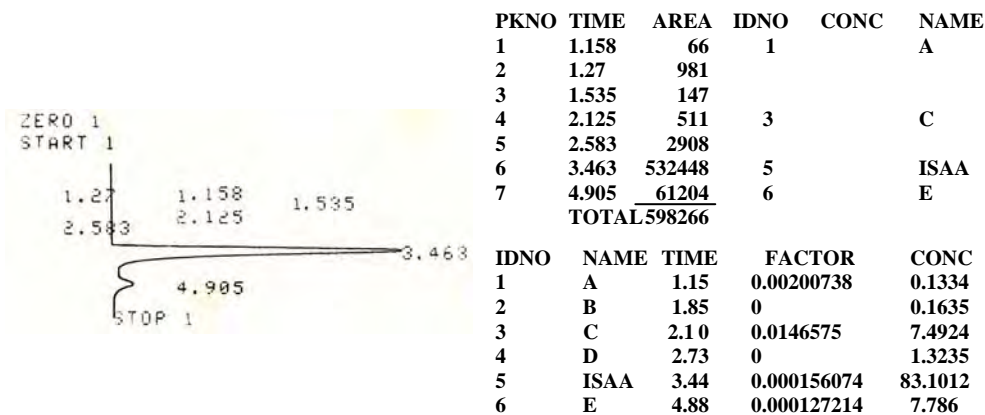 ZERO 1
START 1
1.27 1.158 1.535
2.583 2.125
3.463
4.905
STOP 1
PKNO TIME AREA IDNO CONC NAME
1 1.158 66 1 A
2 1.27 981
3 1.535 147
4 2.125 511 3 C
5 2.583 2908
6 3.463 532448 5 ISAA
7 4.905 61204 6 E
TOTAL 598266
IDNO NAME TIME FACTOR CONC
1 A 1.15 0.00200738 0.1334
2 B 1.85 0 0.1635
3 C 2.1 0 0.0146575 7.4924
4 D 2.73 0 1.3235
5 ISAA 3.44 0.000156074 83.1012
6 E 4.88 0.000127214 7.786